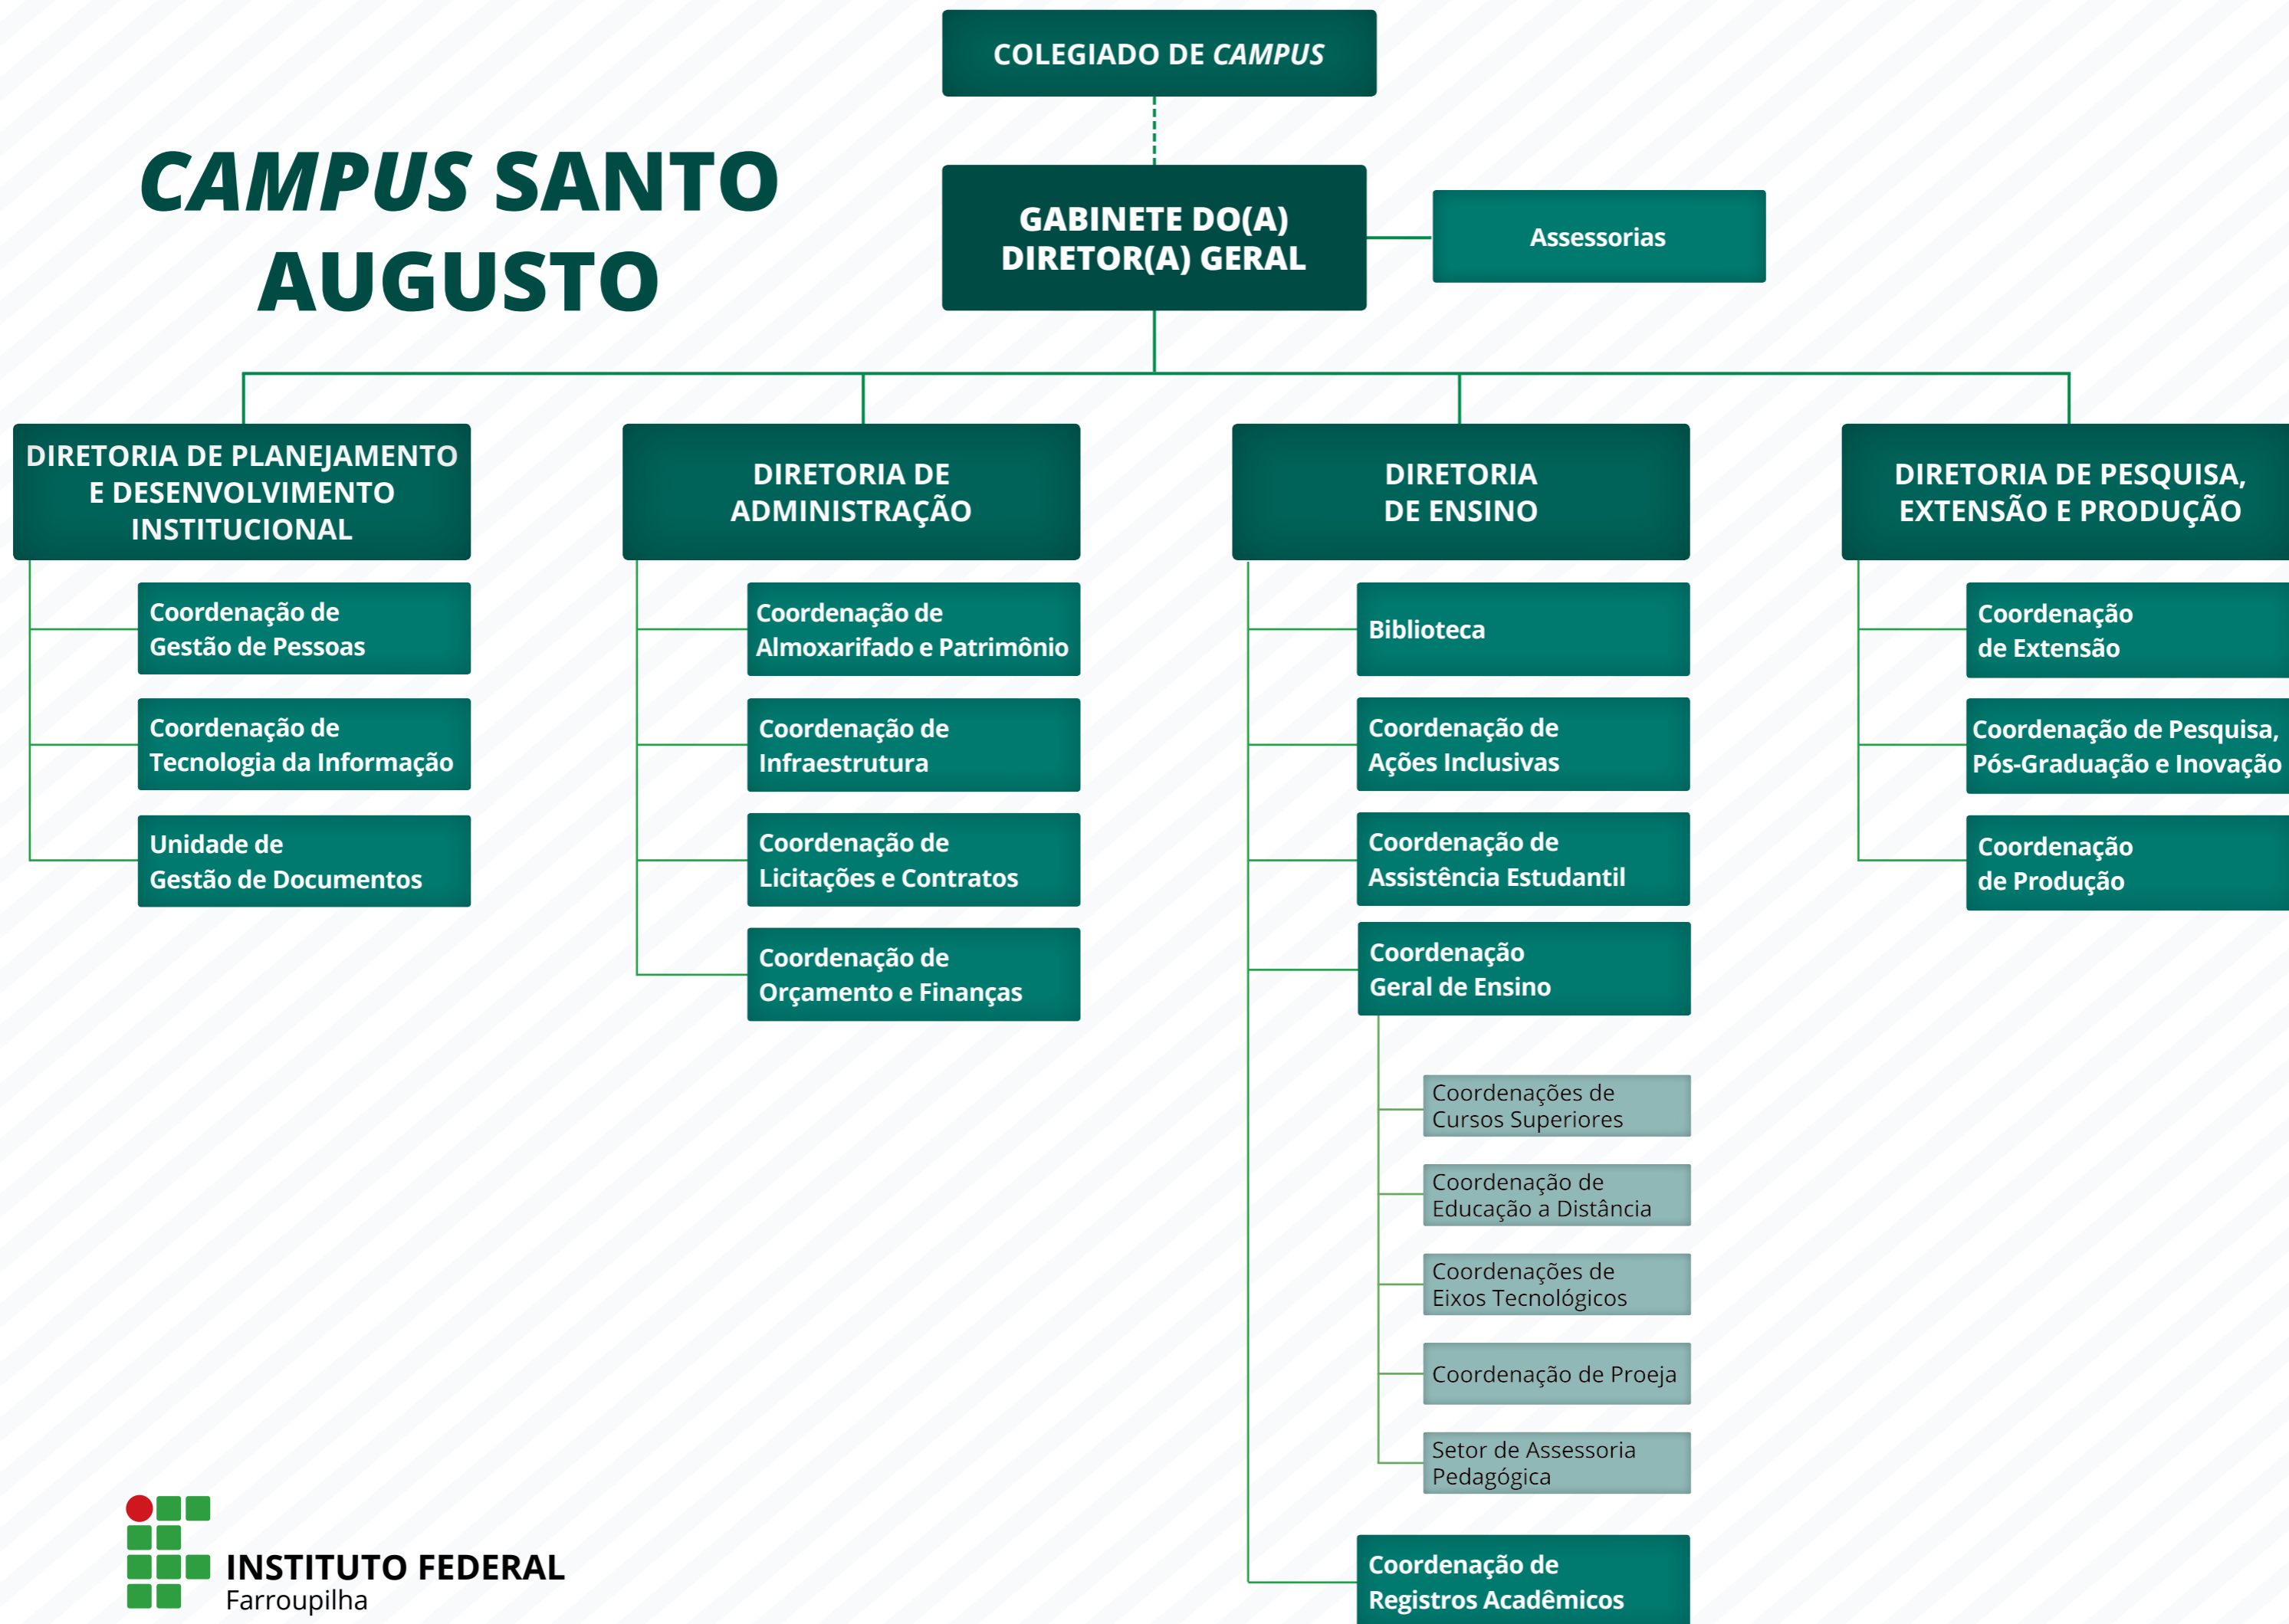 COLEGIADO DE CAMPUS
CAMPUS SANTO
AUGUSTO
GABINETE DO(A)
DIRETOR(A) GERAL
Assessorias
DIRETORIA DE PLANEJAMENTO
E DESENVOLVIMENTO
INSTITUCIONAL
Coordenação de
Gestão de Pessoas
Coordenação de
Tecnologia da Informação
Unidade de
Gestão de Documentos
DIRETORIA DE
ADMINISTRAÇÃO
Coordenação de
Almoxarifado e Patrimônio
Coordenação de
Infraestrutura
Coordenação de
Licitações e Contratos
Coordenação de
Orçamento e Finanças
DIRETORIA
DE ENSINO
Biblioteca
Coordenação de
Ações Inclusivas
Coordenação de
Assistência Estudantil
Coordenação
Geral de Ensino
Coordenações de
Cursos Superiores
Coordenação de
Educação a Distância
Coordenações de
Eixos Tecnológicos
Coordenação de Proeja
Setor de Assessoria
Pedagógica
Coordenação de
Registros Acadêmicos
DIRETORIA DE PESQUISA,
EXTENSÃO E PRODUÇÃO
Coordenação
de Extensão
Coordenação de Pesquisa,
Pós-Graduação e Inovação
Coordenação
de Produção
INSTITUTO FEDERAL
Farroupilha